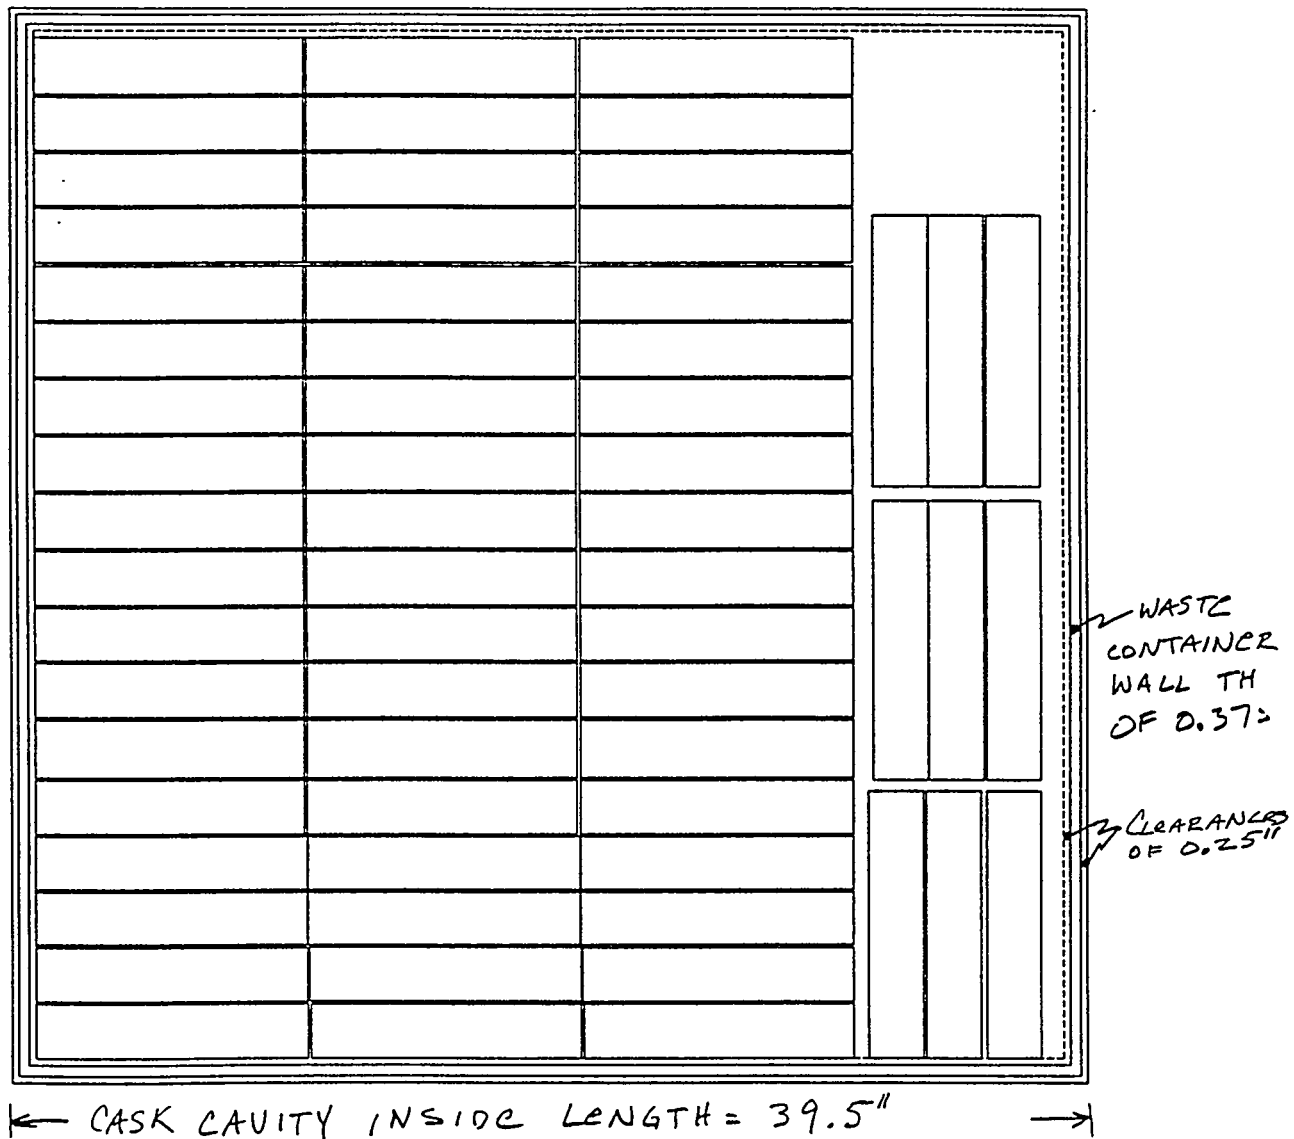 WASTE
CONTAINER
WALL TH
OF 0.37
CLEARANCES
OF 0.25"
CASK CAVITY INSIDE LENGTH = 39.5"